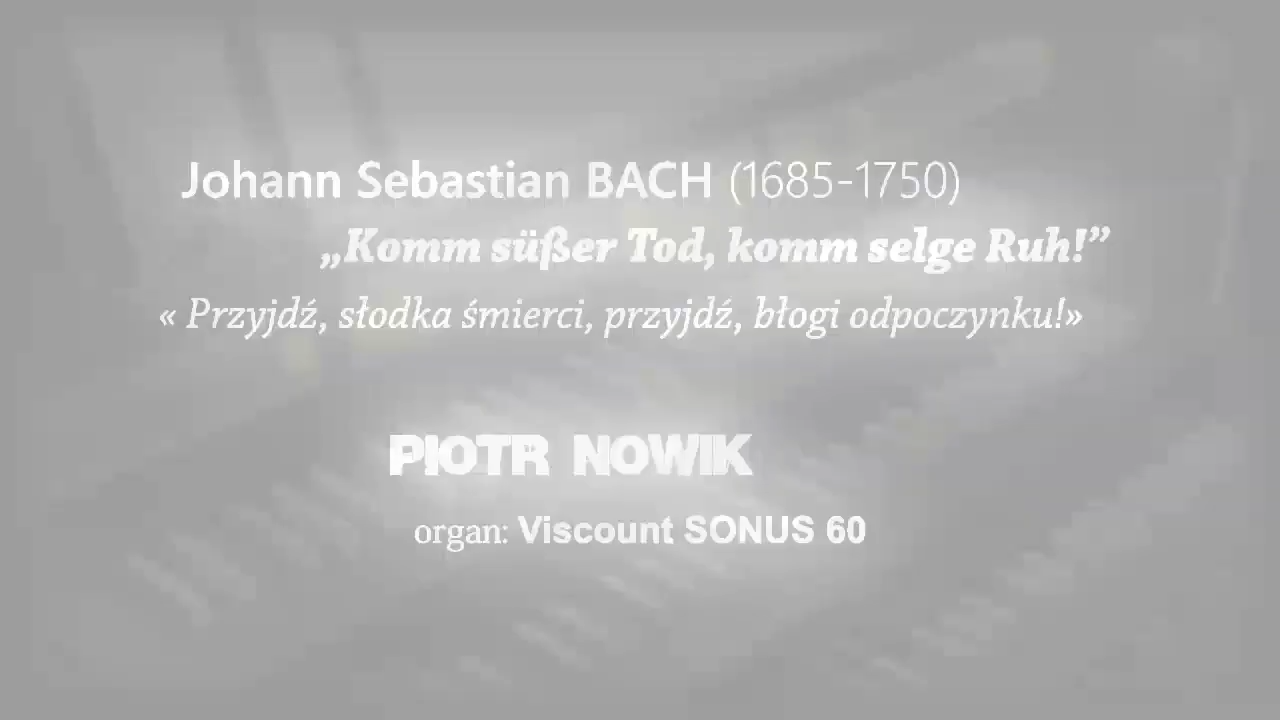 Johann Sebastian BACH (1685-1750)
„Komm süßer Tod, komm selge Ruh!”
« Przyjdź, słodka śmierci, przyjdź, błogi odpoczynku!»
PIOTR NOWIK
organ: Viscount SONUS 60